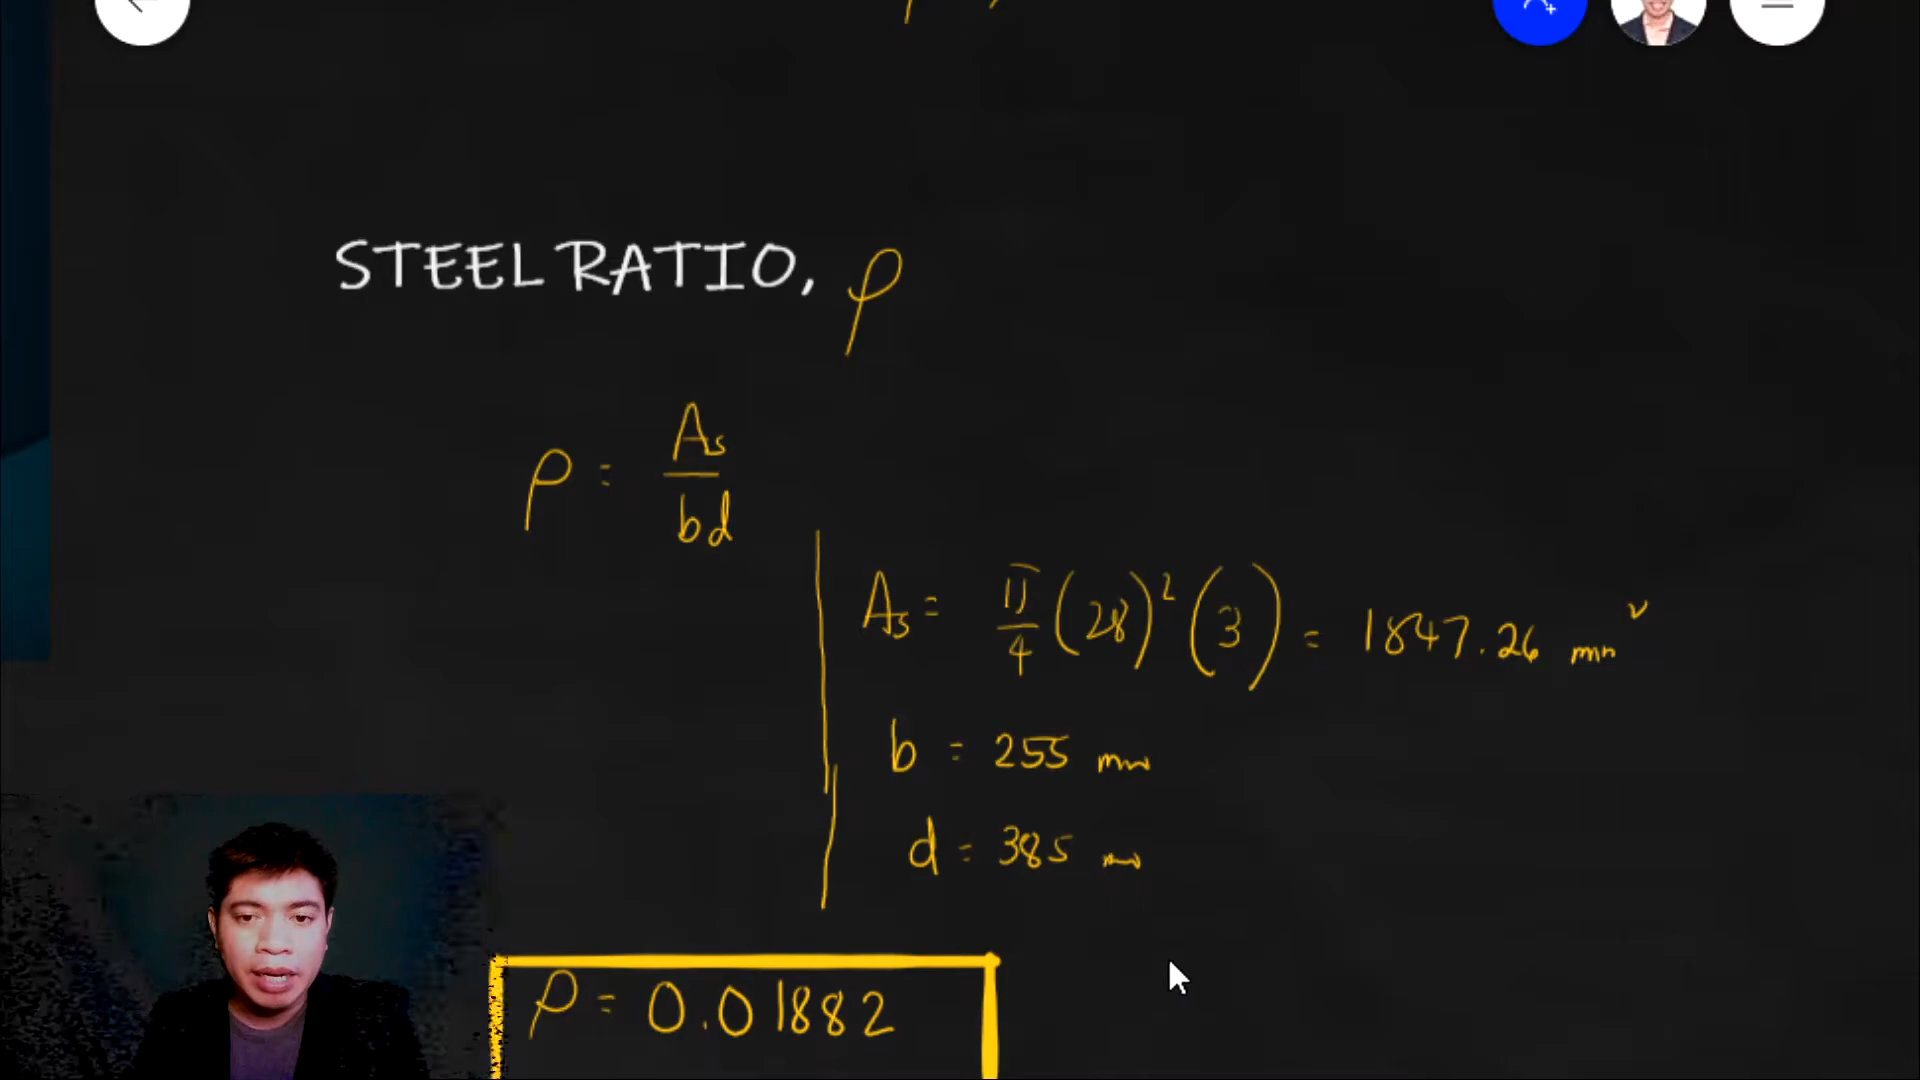 STEEL RATIO, ρ
ρ = As/bd
As = π/4 (28)² (3) = 1847.26 mm²
b = 255 mm
d = 385 mm
ρ = 0.01882